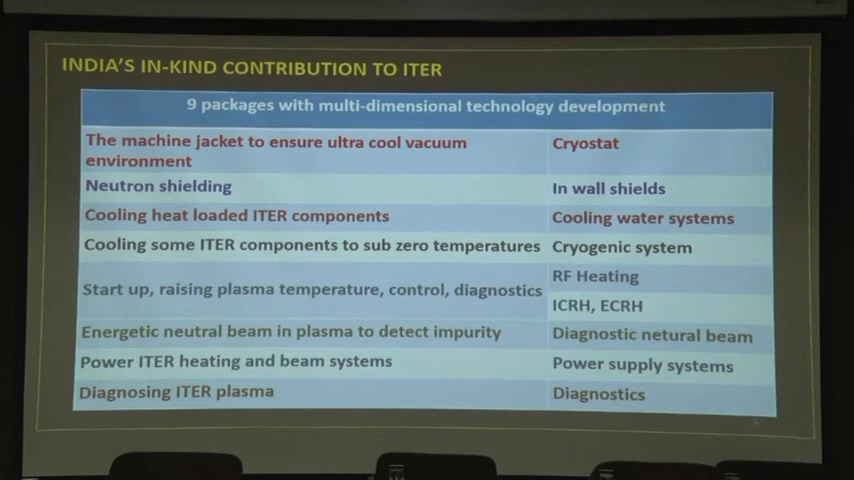 INDIA'S IN-KIND CONTRIBUTION TO ITER
9 packages with multi-dimensional technology development
The machine jacket to ensure ultra cool vacuum
environment
Cryostat
Neutron shielding
In wall shields
Cooling heat loaded ITER components
Cooling water systems
Cooling some ITER components to sub zero temperatures
Cryogenic system
Start up, raising plasma temperature, control, diagnostics
RF Heating
ICRH, ECRH
Energetic neutral beam in plasma to detect impurity
Diagnostic netural beam
Power ITER heating and beam systems
Power supply systems
Diagnosing ITER plasma
Diagnostics